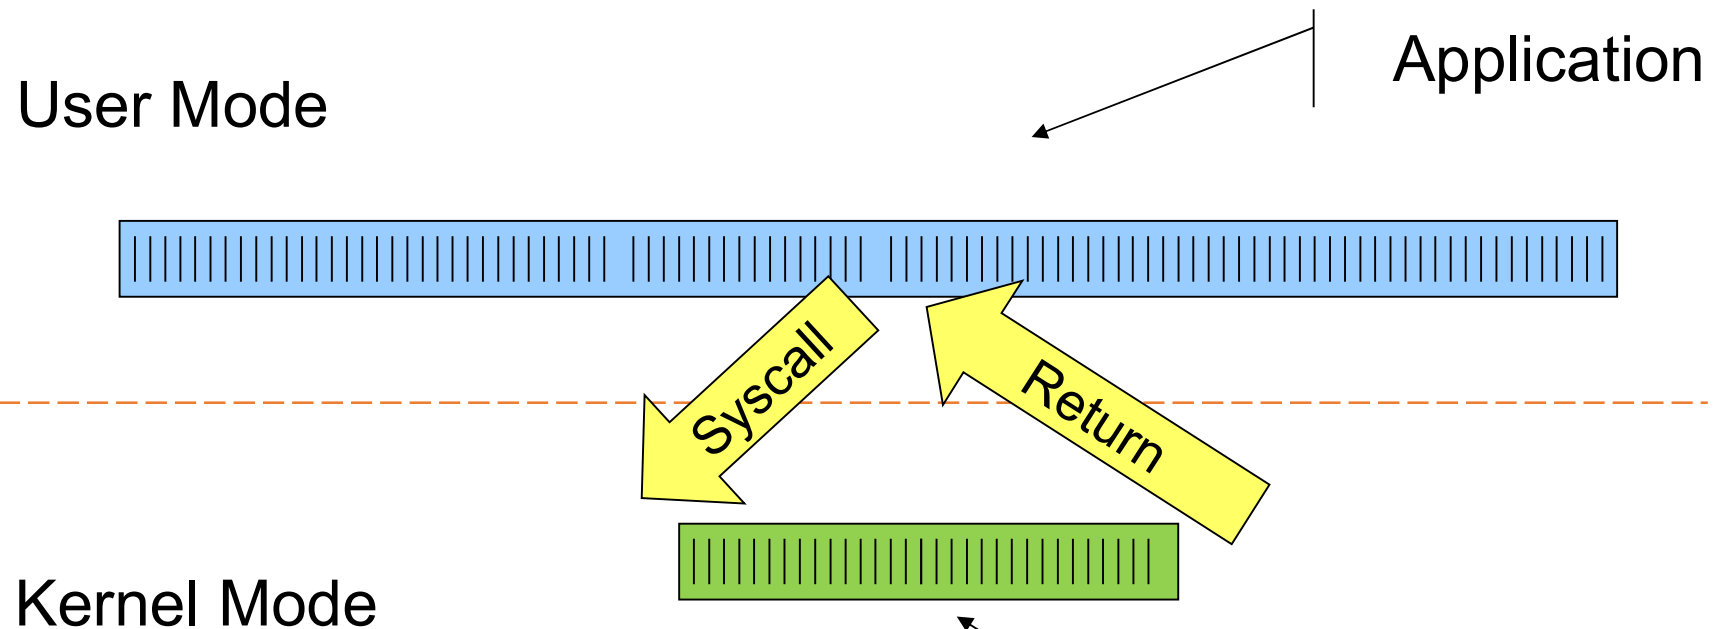 Application
User Mode
Syscall
Return
Kernel Mode